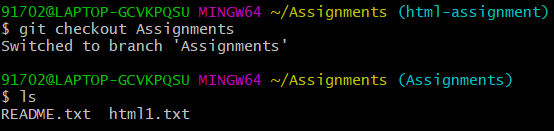 91702@LAPTOP-GCVKPQSU MINGW64 ~/Assignments (html-assignment)
$ git checkout Assignments
Switched to branch 'Assignments'
91702@LAPTOP-GCVKPQSU MINGW64 ~/Assignments (Assignments)
$ ls
README.txt  html1.txt